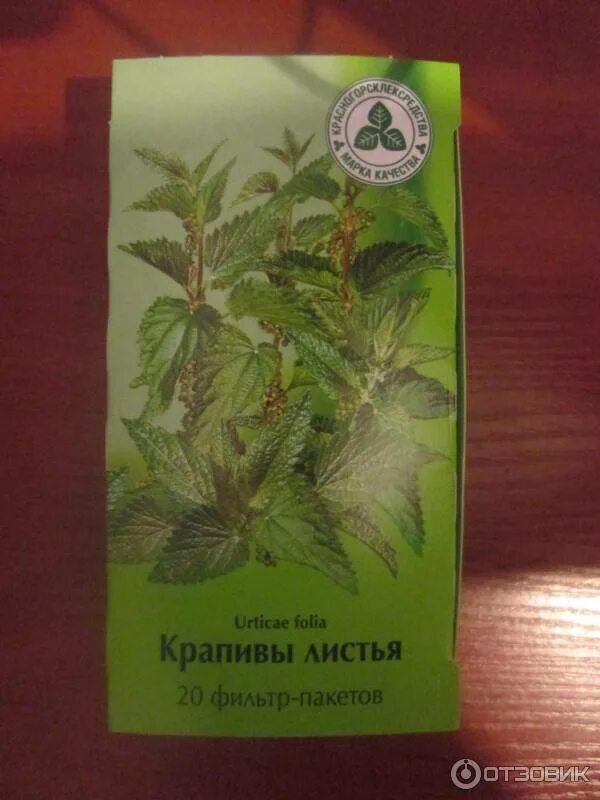 КРАСНОГОРСКЛЕКСРЕДСТВА
МАРКА КАЧЕСТВА
Urticae folia
Крапивы листья
20 фильтр-пакетов
ОТЗОВИК